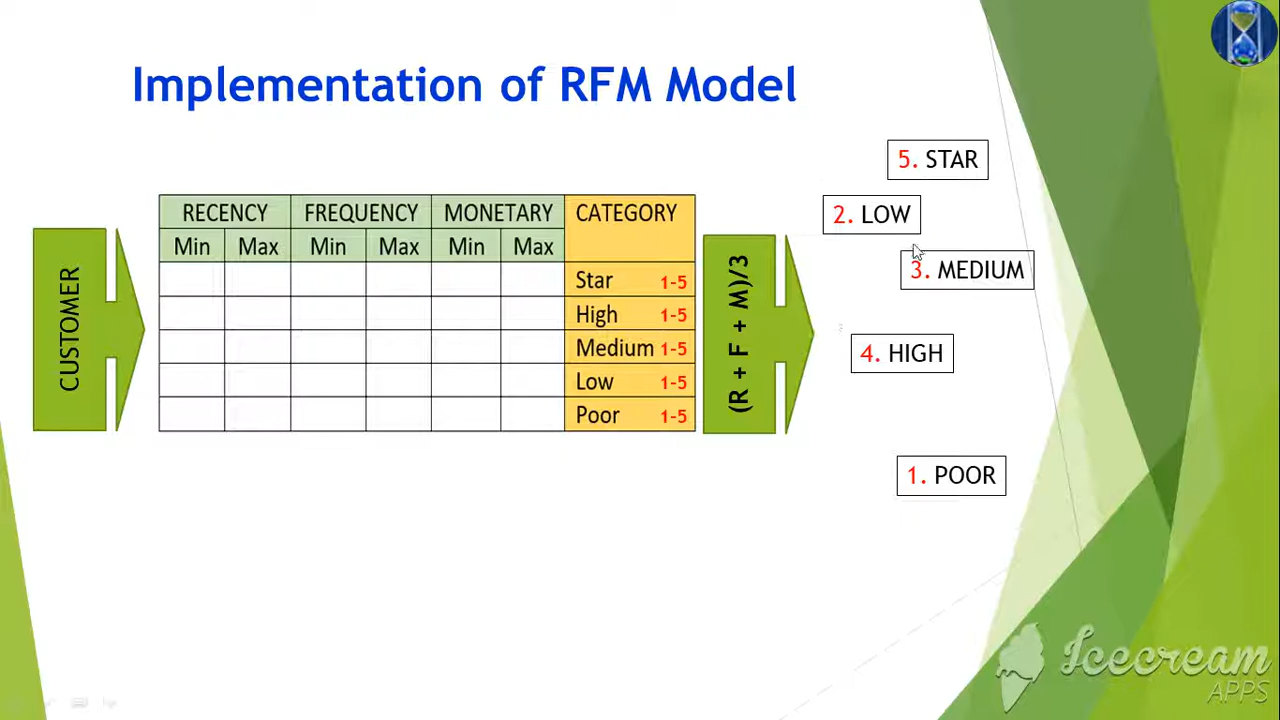 Implementation of RFM Model
CUSTOMER
RECENCY FREQUENCY MONETARY CATEGORY
Min Max Min Max Min Max
Star 1-5
High 1-5
Medium 1-5
Low 1-5
Poor 1-5
(R + F + M)/3
5. STAR
2. LOW
3. MEDIUM
4. HIGH
1. POOR
Icecream
APPS